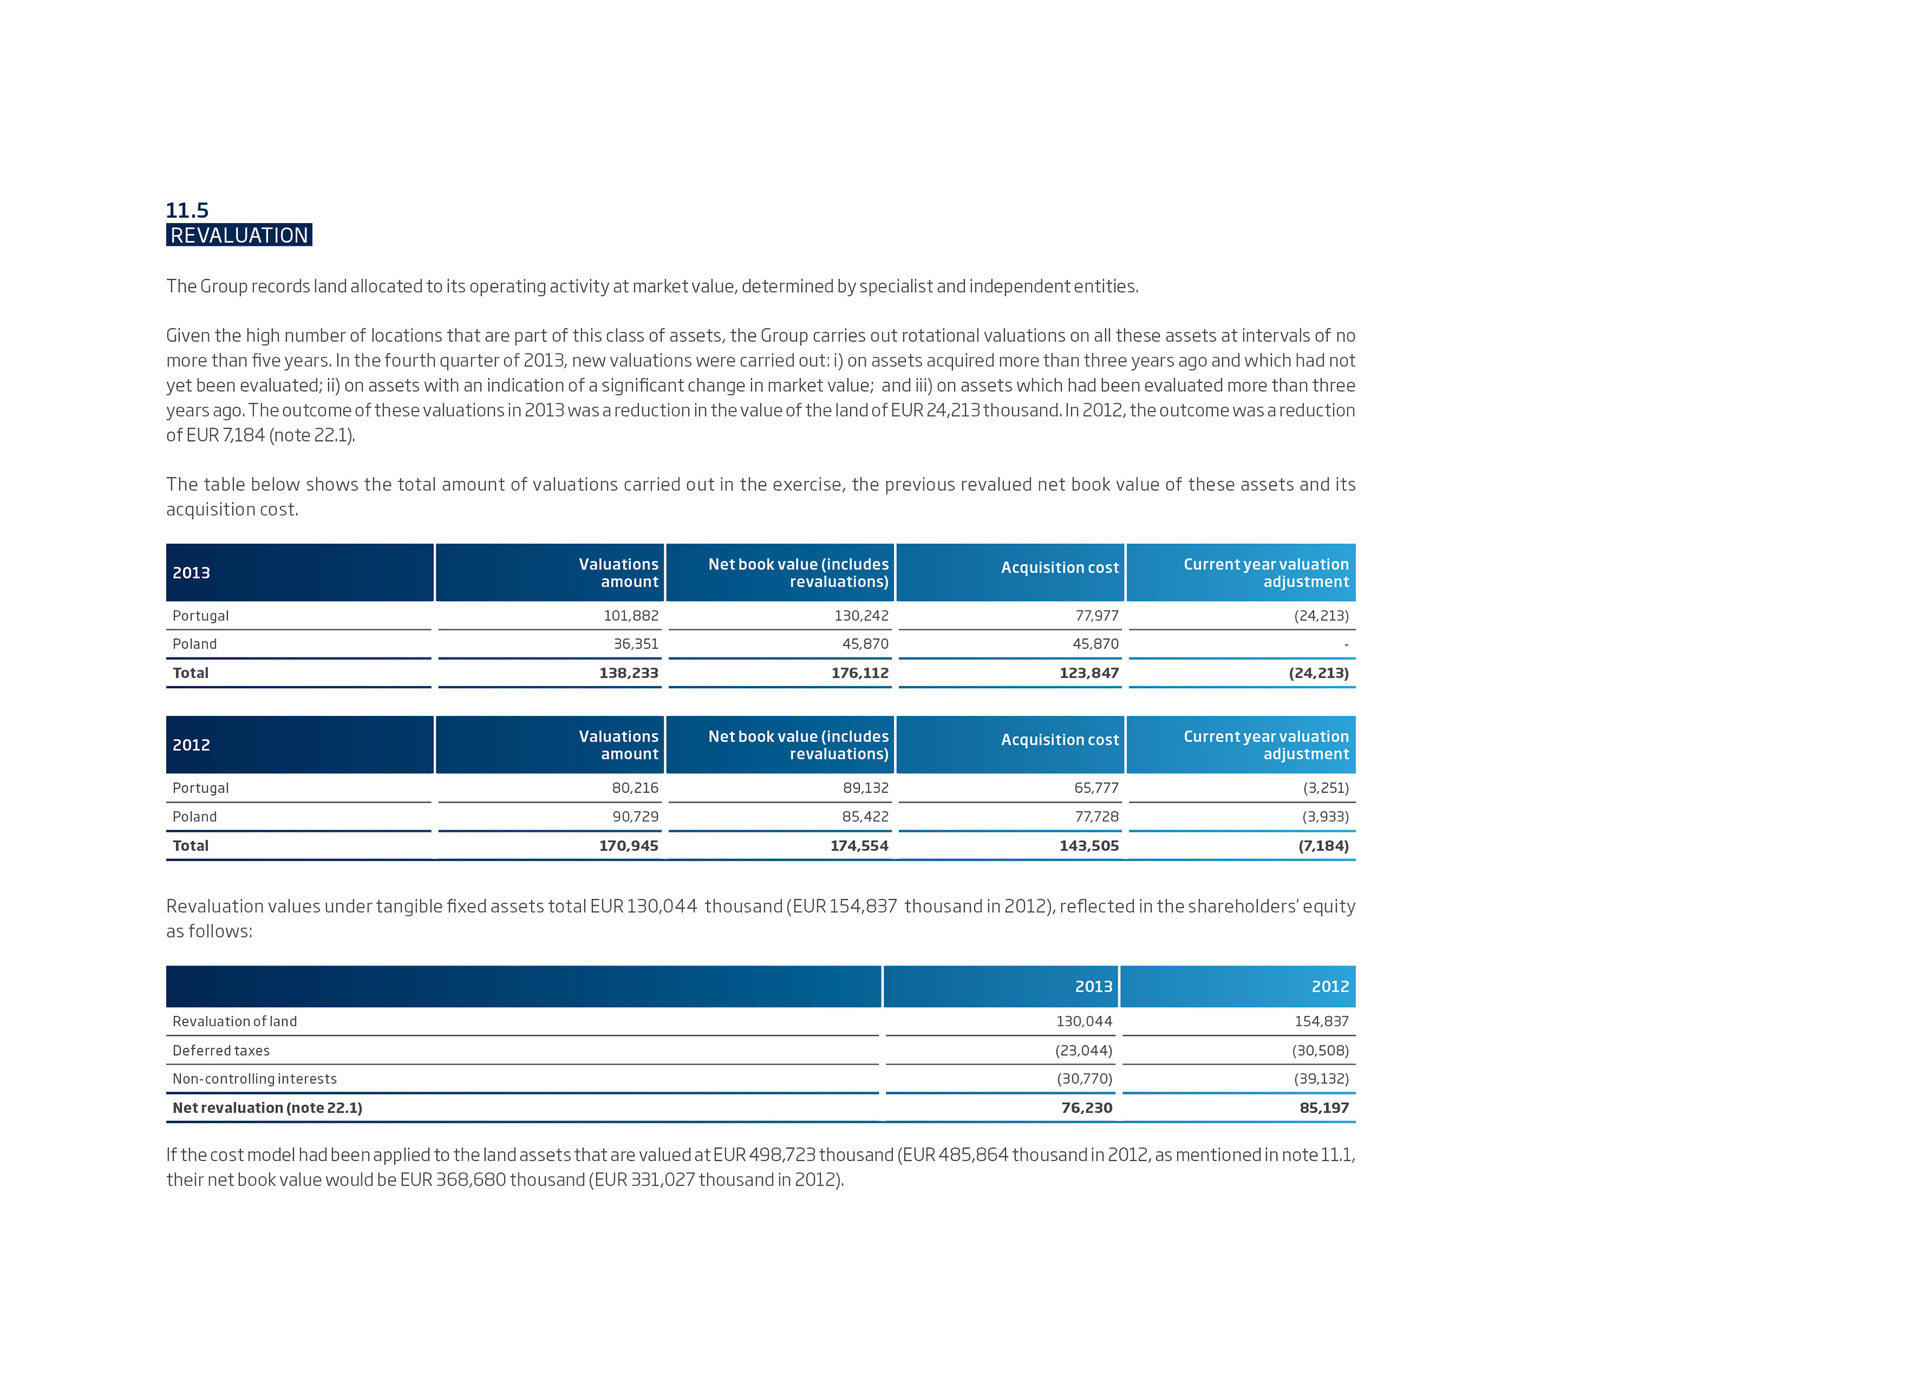 11.5
REVALUATION
The Group records land allocated to its operating activity at market value, determined by specialist and independent entities.
Given the high number of locations that are part of this class of assets, the Group carries out rotational valuations on all these assets at intervals of no
more than five years. In the fourth quarter of 2013, new valuations were carried out: i) on assets acquired more than three years ago and which had not
yet been evaluated; ii) on assets with an indication of a significant change in market value; and iii) on assets which had been evaluated more than three
years ago. The outcome of these valuations in 2013 was a reduction in the value of the land of EUR 24,213 thousand. In 2012, the outcome was a reduction
of EUR 7,184 (note 22.1).
The table below shows the total amount of valuations carried out in the exercise, the previous revalued net book value of these assets and its
acquisition cost.
2013 Valuations amount Net book value (includes revaluations) Acquisition cost Current year valuation adjustment
Portugal 101,882 130,242 77,977 (24,213)
Poland 36,351 45,870 45,870 -
Total 138,233 176,112 123,847 (24,213)
2012 Valuations amount Net book value (includes revaluations) Acquisition cost Current year valuation adjustment
Portugal 80,216 89,132 65,777 (3,251)
Poland 90,729 85,422 77,728 (3,933)
Total 170,945 174,554 143,505 (7,184)
Revaluation values under tangible fixed assets total EUR 130,044 thousand (EUR 154,837 thousand in 2012), reflected in the shareholders' equity
as follows:
2013 2012
Revaluation of land 130,044 154,837
Deferred taxes (23,044) (30,508)
Non-controlling interests (30,770) (39,132)
Net revaluation (note 22.1) 76,230 85,197
If the cost model had been applied to the land assets that are valued at EUR 498,723 thousand (EUR 485,864 thousand in 2012, as mentioned in note 11.1,
their net book value would be EUR 368,680 thousand (EUR 331,027 thousand in 2012).